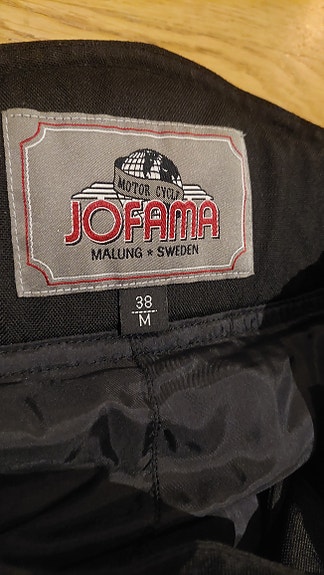 MOTOR CYCLE
JOFAMA
MALUNG ★ SWEDEN
38
M